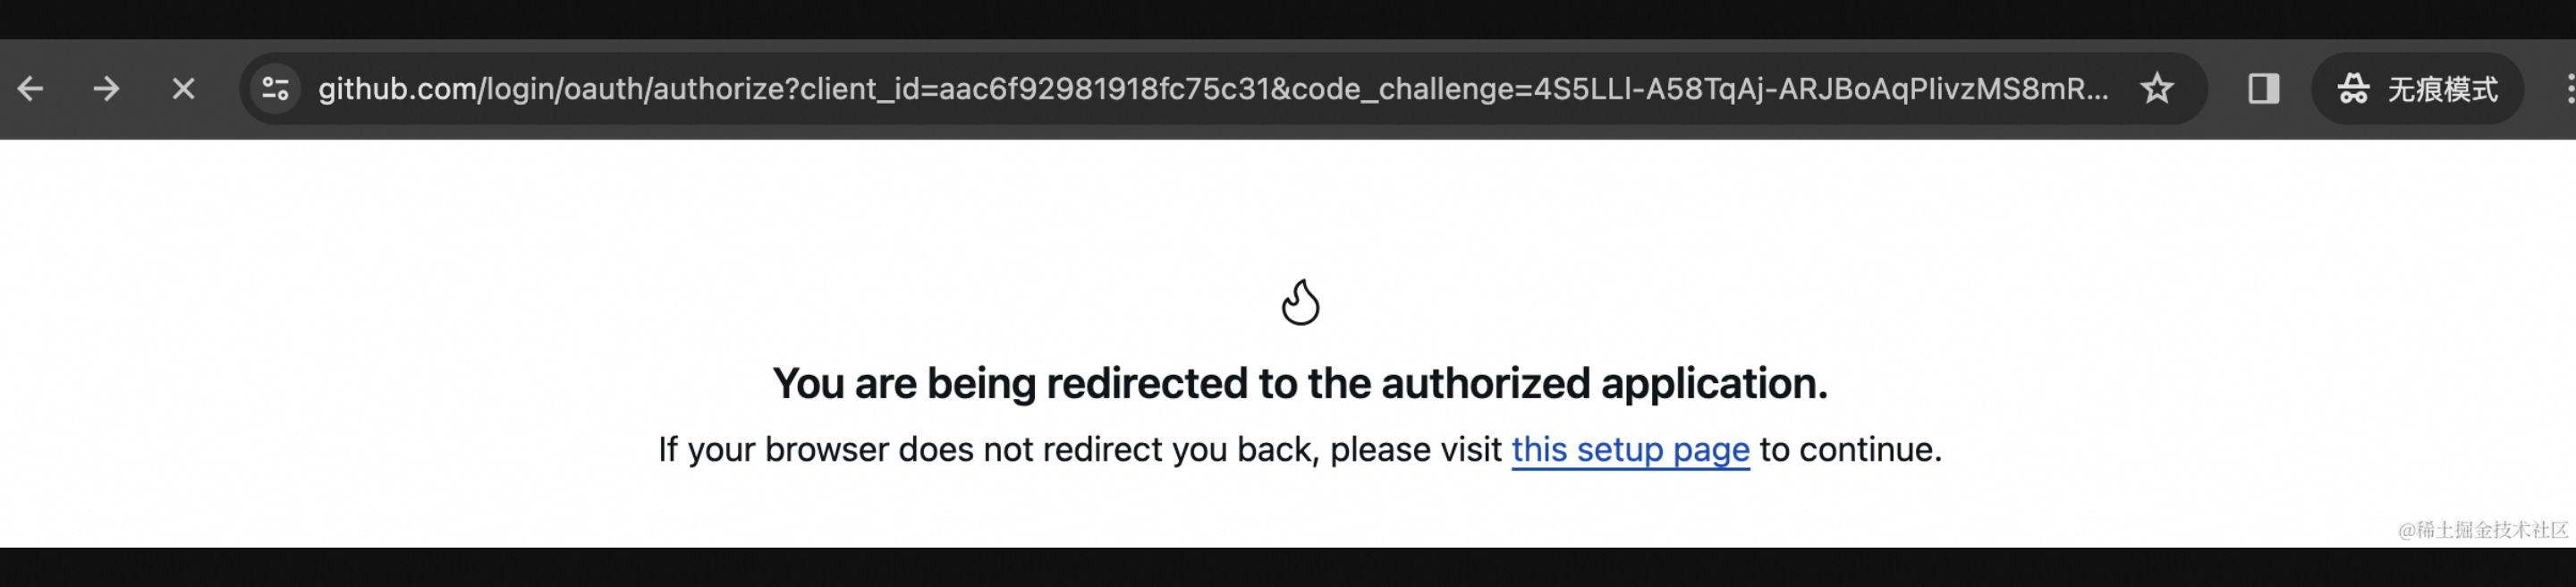 github.com/login/oauth/authorize?client_id=aac6f92981918fc75c31&code_challenge=4S5LLl-A58TqAj-ARJBoAqPIivzMS8mR...
无痕模式
You are being redirected to the authorized application.
If your browser does not redirect you back, please visit this setup page to continue.
@稀土掘金技术社区